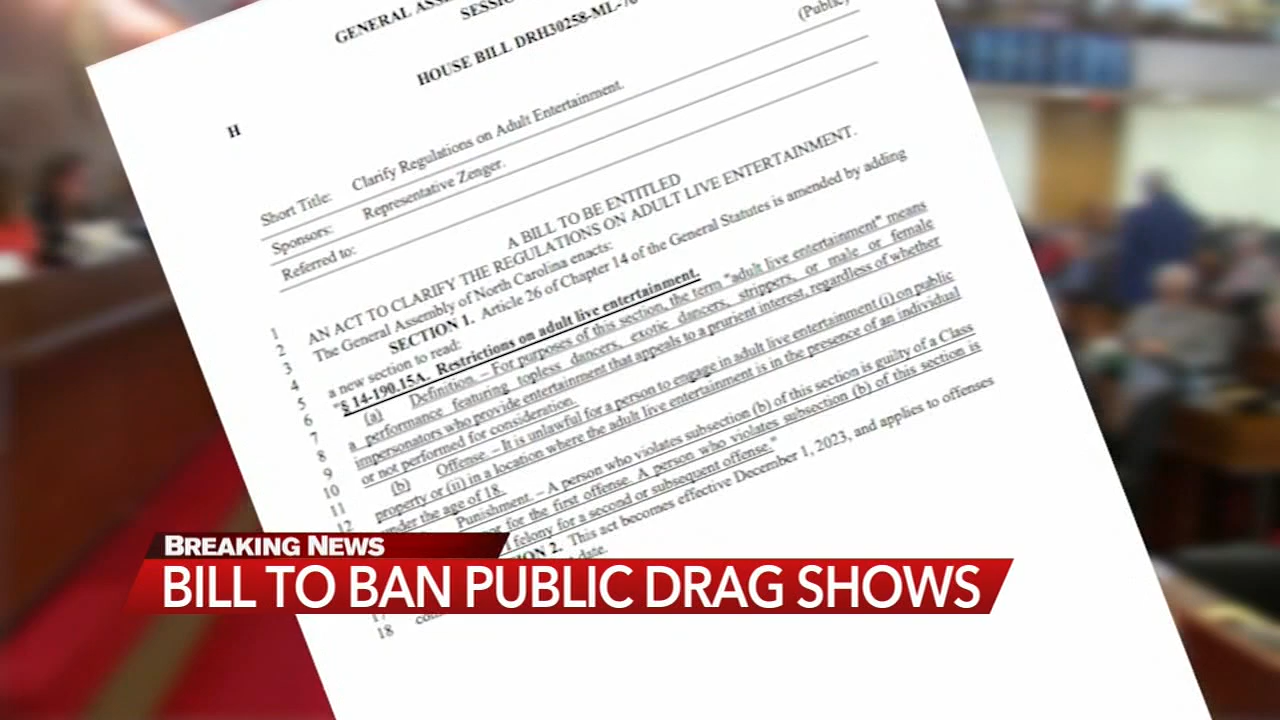 GENERAL ASS
SESSIO
HOUSE BILL DRH30258-ML-76
(Public)
H
Short Title: Clarify Regulations on Adult Entertainment.
Sponsors: Representative Zenger.
Referred to:
A BILL TO BE ENTITLED
1 AN ACT TO CLARIFY THE REGULATIONS ON ADULT LIVE ENTERTAINMENT.
2 The General Assembly of North Carolina enacts:
3 SECTION 1. Article 26 of Chapter 14 of the General Statutes is amended by adding
4 a new section to read:
5 "§ 14-190.15A. Restrictions on adult live entertainment.
6 (a) Definition. – For purposes of this section, the term "adult live entertainment" means
7 a performance featuring topless dancers, exotic dancers, strippers, or male or female
8 impersonators who provide entertainment that appeals to a prurient interest, regardless of whether
9 or not performed for consideration.
10 (b) Offense. – It is unlawful for a person to engage in adult live entertainment (i) on public
11 property or (ii) in a location where the adult live entertainment is in the presence of an individual
12 under the age of 18.
Punishment. – A person who violates subsection (b) of this section is guilty of a Class
for the first offense. A person who violates subsection (b) of this section is
felony for a second or subsequent offense."
ION 2. This act becomes effective December 1, 2023, and applies to offenses
date.
17
18
BREAKING NEWS
BILL TO BAN PUBLIC DRAG SHOWS